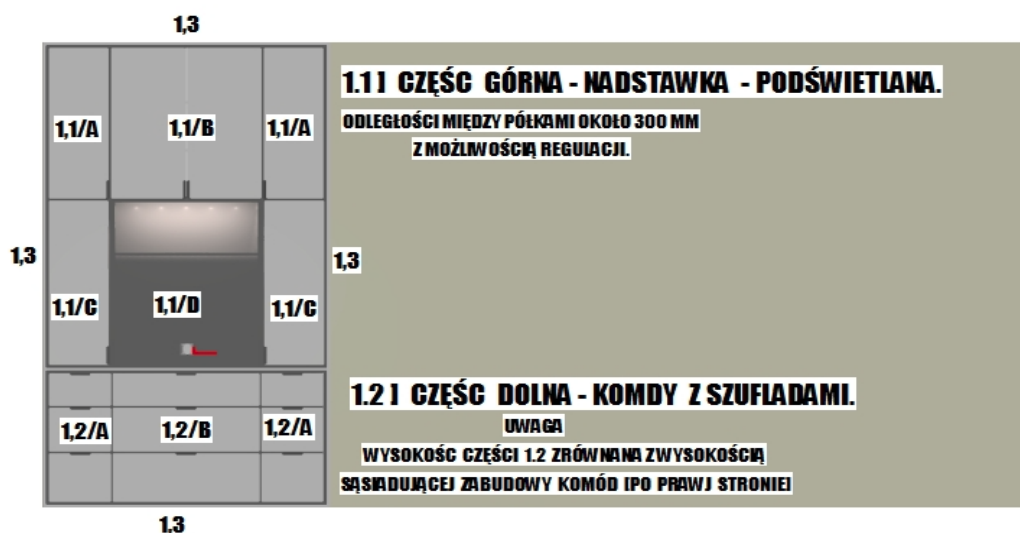 1,3
1.1] CZĘŚC GÓRNA - NADSTAWKA - PODŚWIETLANA.
ODLEGŁOŚCI MIĘDZY PÓŁKAMI OKOŁO 300 MM
Z MOŻLIWOŚCIĄ REGULACJI.
1,1/A 1,1/B 1,1/A
1,3 1,3
1,1/C 1,1/D 1,1/C
1.2 ] CZĘŚC DOLNA - KOMDY Z SZUFLADAMI.
UWAGA
1,2/A 1,2/B 1,2/A
WYSOKOŚC CZĘŚCI 1.2 ZRÓWNANA Z WYSOKOŚCIĄ
SĄSIADUJĄCEJ ZABUDOWY KOMÓD [PO PRAWJ STRONIE]
1.3